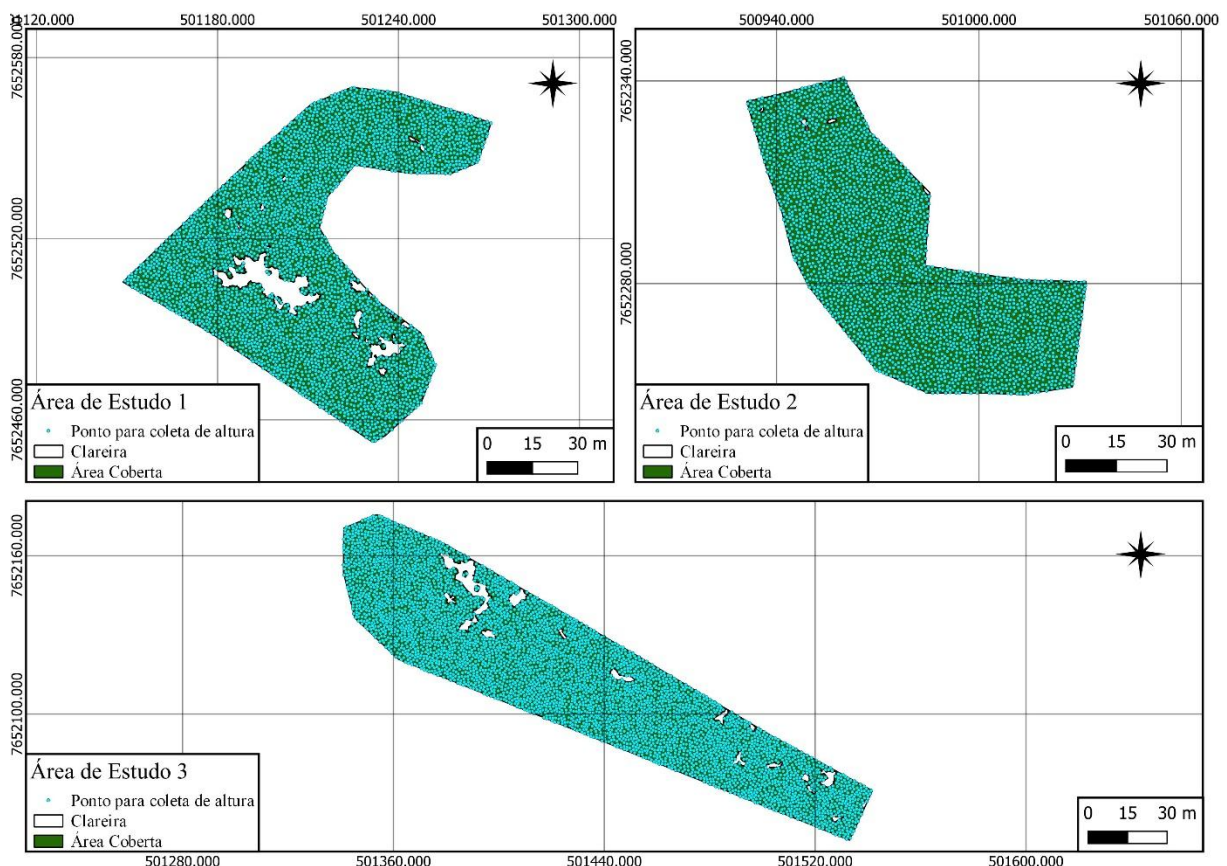 01120.000 501180.000 501240.000 501300.000
500940.000 501000.000 501060.000
7652580.000
7652520.000
7652460.000
Área de Estudo 1
Ponto para coleta de altura
Clareira
Área Coberta
0 15 30 m
7652340.000
7652280.000
Área de Estudo 2
Ponto para coleta de altura
Clareira
Área Coberta
0 15 30 m
7652160.000
7652100.000
Área de Estudo 3
Ponto para coleta de altura
Clareira
Área Coberta
0 15 30 m
501280.000 501360.000 501440.000 501520.000 501600.000